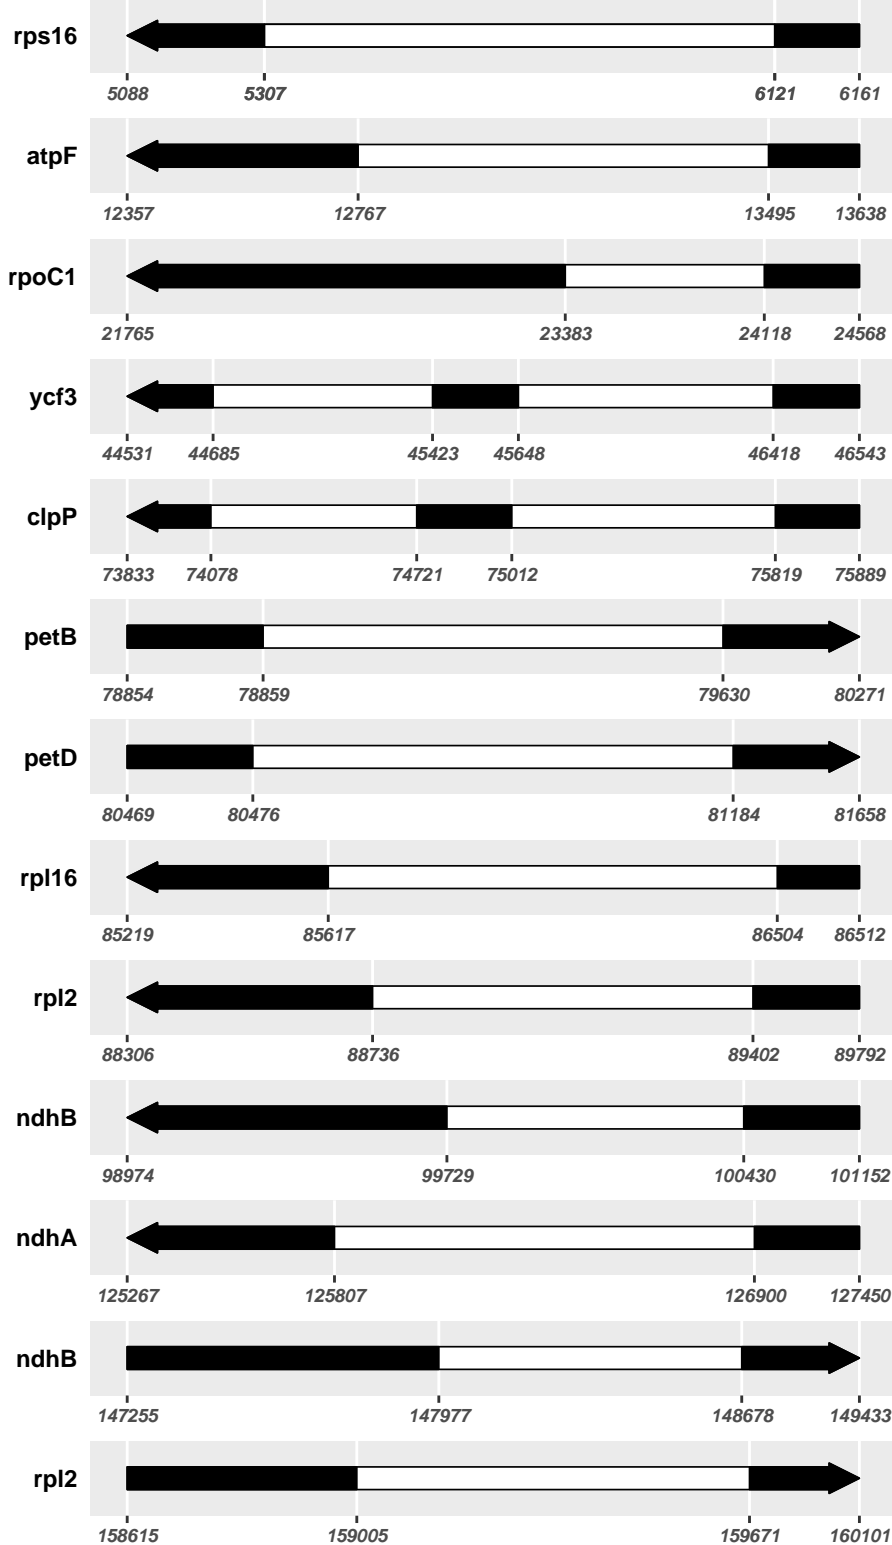 rps16
5088 5307 6121 6161
atpF
12357 12767 13495 13638
rpoC1
21765 23383 24118 24568
ycf3
44531 44685 45423 45648 46418 46543
clpP
73833 74078 74721 75012 75819 75889
petB
78854 78859 79630 80271
petD
80469 80476 81184 81658
rpl16
85219 85617 86504 86512
rpl2
88306 88736 89402 89792
ndhB
98974 99729 100430 101152
ndhA
125267 125807 126900 127450
ndhB
147255 147977 148678 149433
rpl2
158615 159005 159671 160101